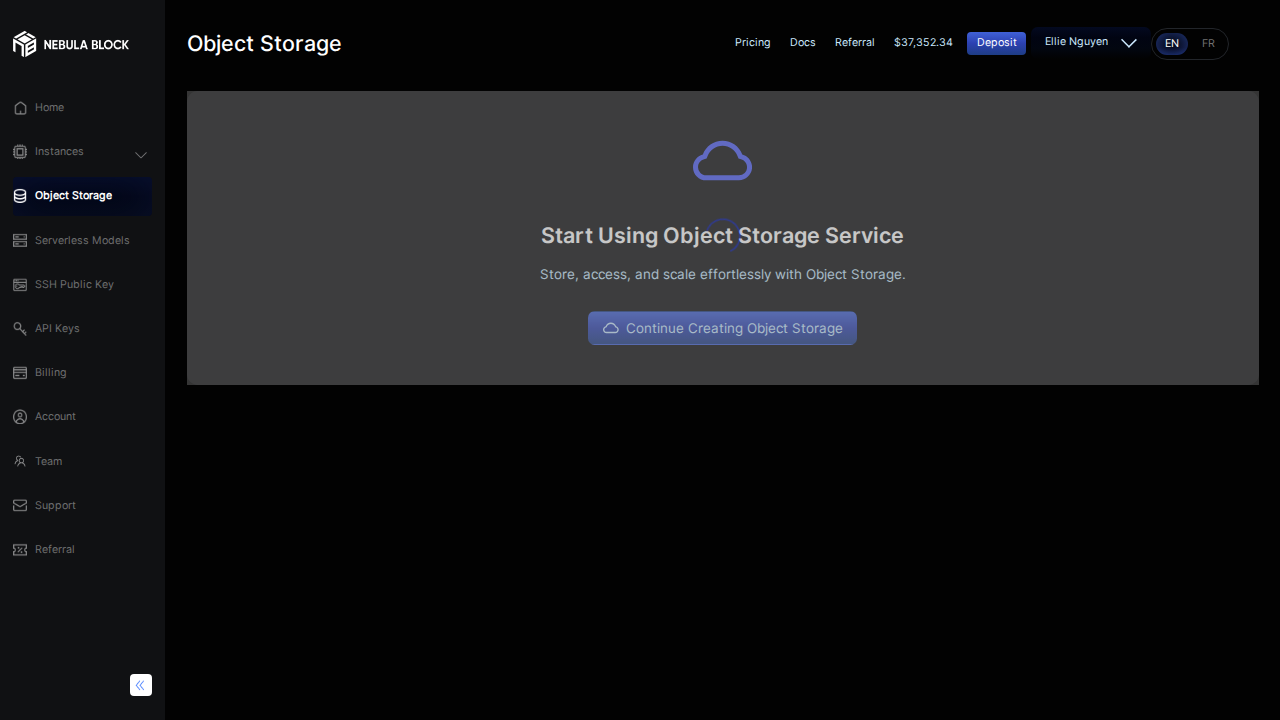 NEBULA BLOCK
Object Storage
Pricing
Docs
Referral
$37,352.34
Deposit
Ellie Nguyen
EN
FR
Home
Instances
Object Storage
Serverless Models
SSH Public Key
API Keys
Billing
Account
Team
Support
Referral
Start Using Object Storage Service
Store, access, and scale effortlessly with Object Storage.
Continue Creating Object Storage